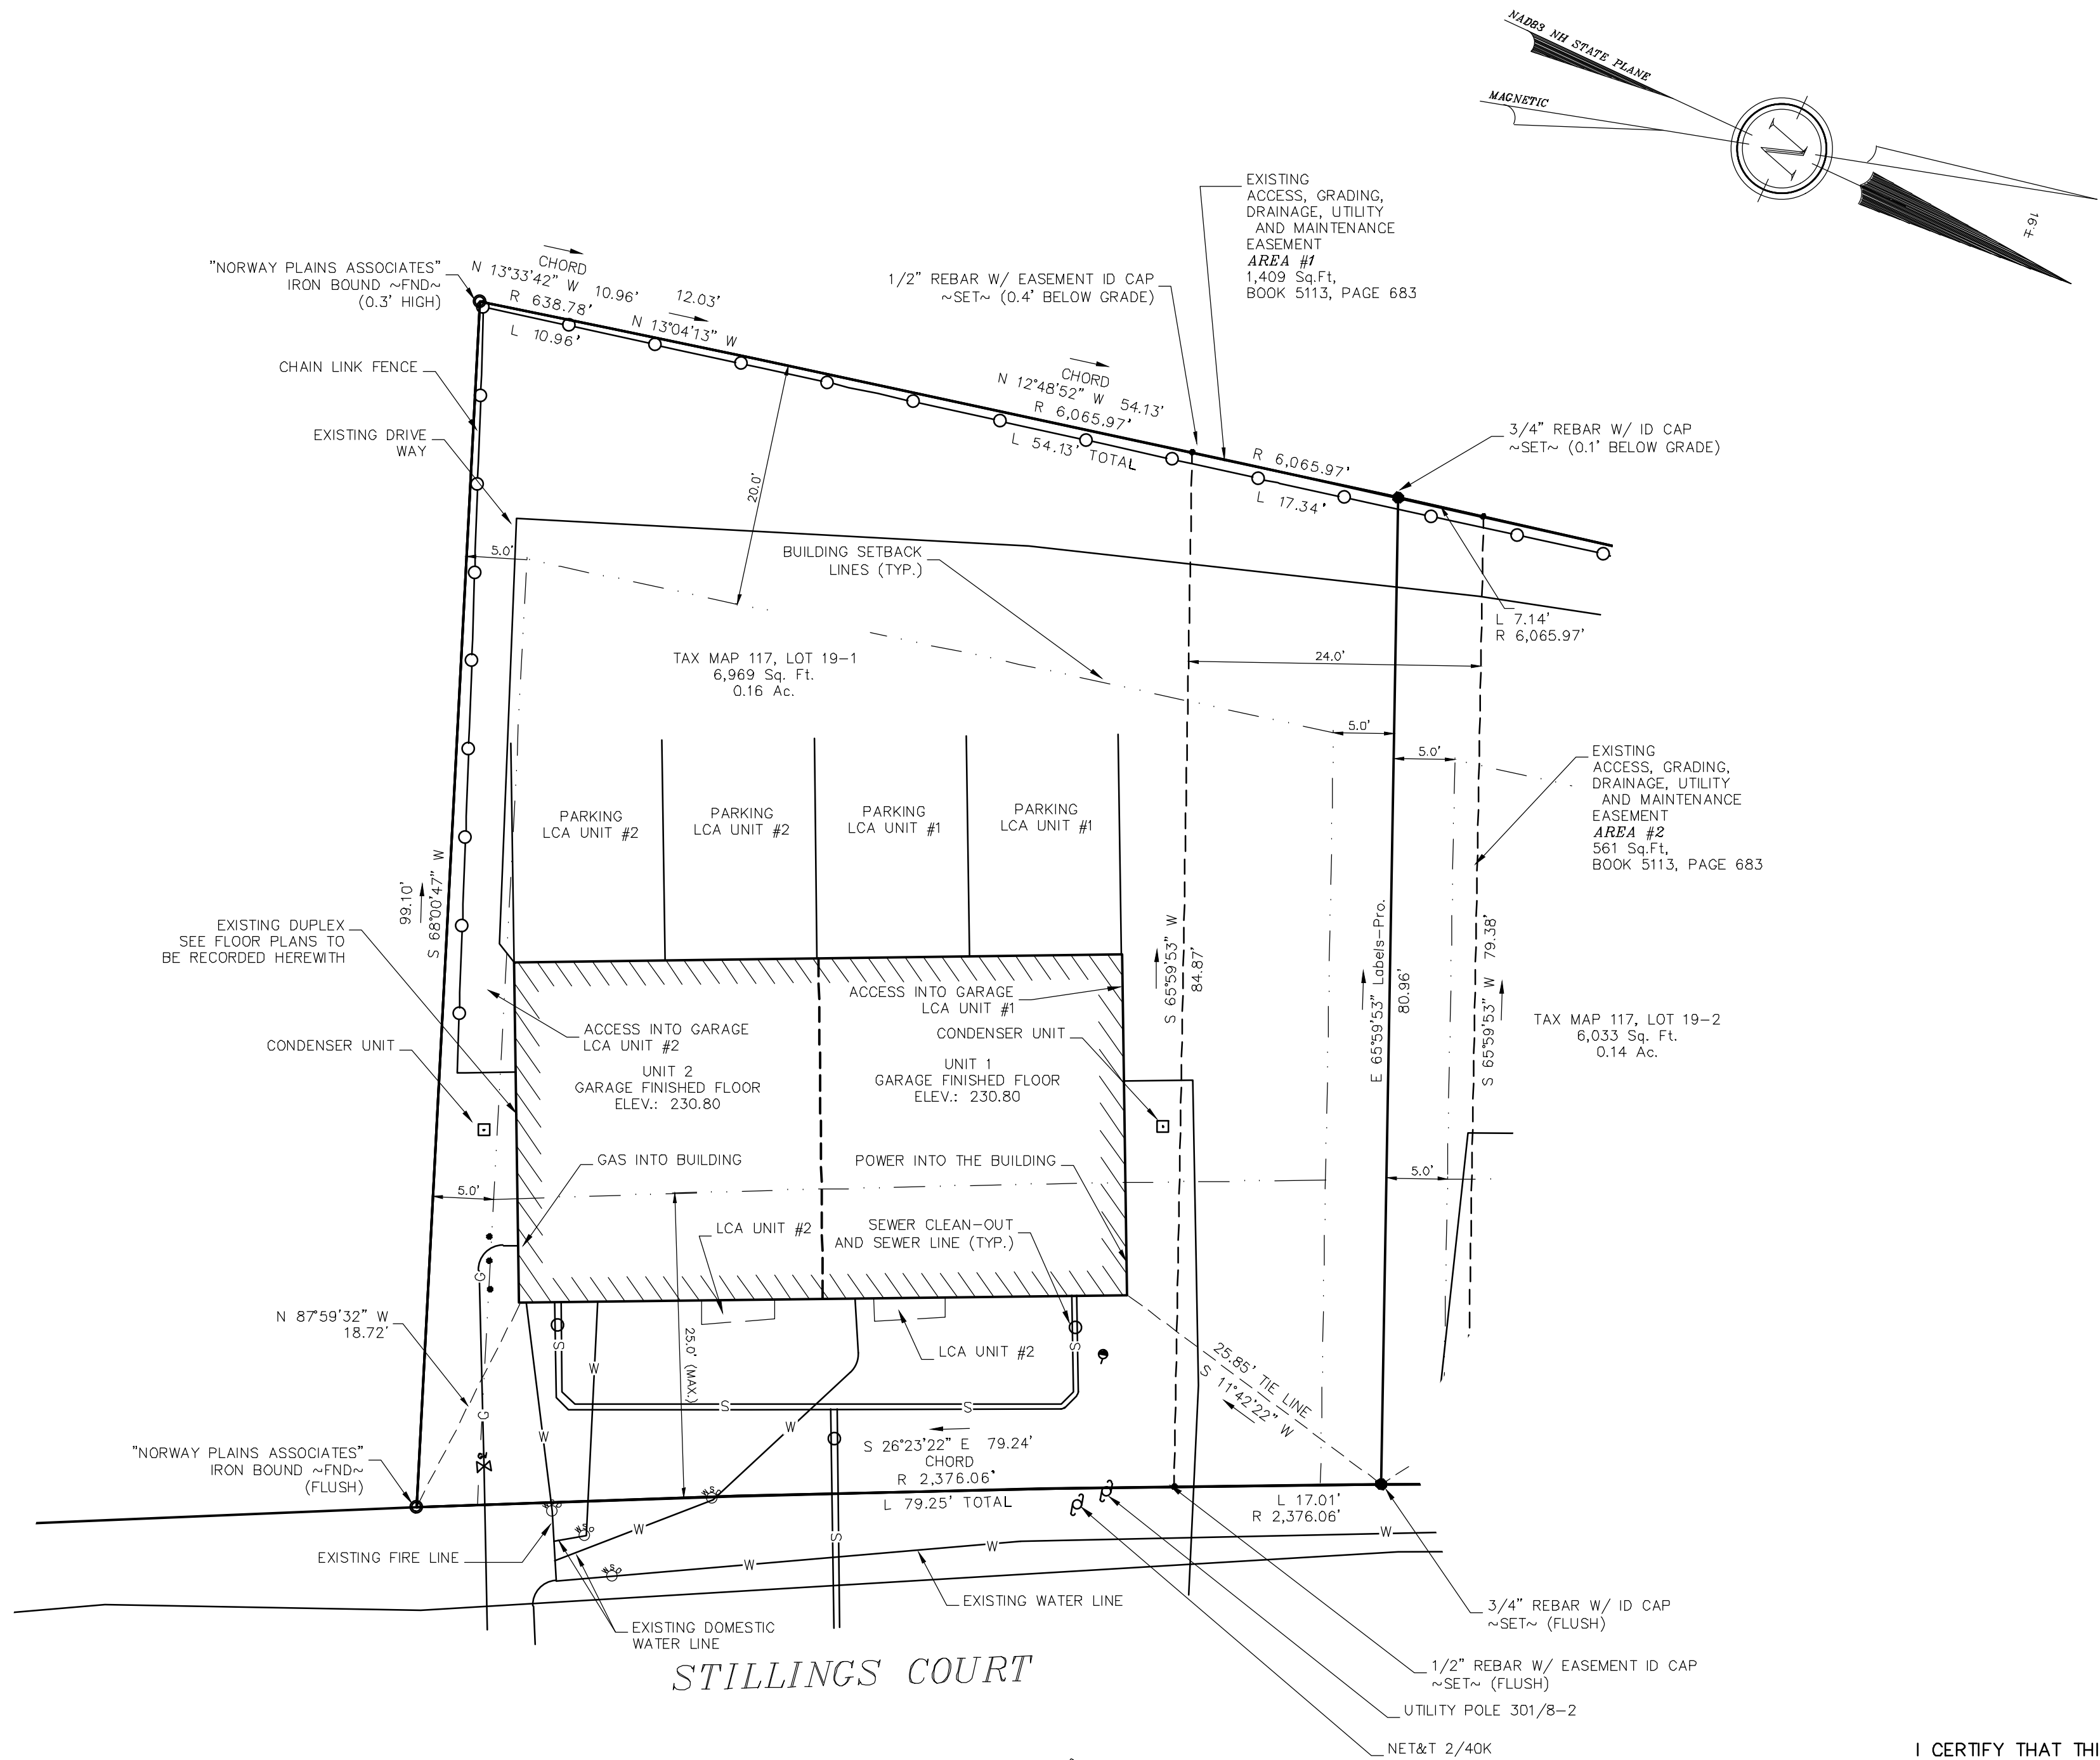 NAD83 NH STATE PLANE
MAGNETIC
N
EXISTING
ACCESS, GRADING,
DRAINAGE, UTILITY
AND MAINTENANCE
EASEMENT
AREA #1
1,409 Sq.Ft,
BOOK 5113, PAGE 683
"NORWAY PLAINS ASSOCIATES"
IRON BOUND ~FND~
(0.3' HIGH)
CHORD
N 13°33'42" W 10.96'
R 638.78'
L 10.96'
12.03'
N 13°04'13" W
1/2" REBAR W/ EASEMENT ID CAP
~SET~ (0.4' BELOW GRADE)
CHAIN LINK FENCE
EXISTING DRIVE
WAY
CHORD
N 12°48'52" W 54.13'
R 6,065.97'
L 54.13' TOTAL
R 6,065.97'
L 17.34'
3/4" REBAR W/ ID CAP
~SET~ (0.1' BELOW GRADE)
20.0'
5.0'
BUILDING SETBACK
LINES (TYP.)
L 7.14'
R 6,065.97'
24.0'
TAX MAP 117, LOT 19-1
6,969 Sq. Ft.
0.16 Ac.
5.0'
5.0'
EXISTING
ACCESS, GRADING,
DRAINAGE, UTILITY
AND MAINTENANCE
EASEMENT
AREA #2
561 Sq.Ft,
BOOK 5113, PAGE 683
PARKING
LCA UNIT #2
PARKING
LCA UNIT #2
PARKING
LCA UNIT #1
PARKING
LCA UNIT #1
99.10'
S 68°00'47" W
EXISTING DUPLEX
SEE FLOOR PLANS TO
BE RECORDED HEREWITH
ACCESS INTO GARAGE
LCA UNIT #1
ACCESS INTO GARAGE
LCA UNIT #2
CONDENSER UNIT
CONDENSER UNIT
UNIT 2
GARAGE FINISHED FLOOR
ELEV.: 230.80
UNIT 1
GARAGE FINISHED FLOOR
ELEV.: 230.80
S 65°59'53" W
84.87'
E 65°59'53" Labels-Pro.
80.96'
S 65°59'53" W 79.38'
TAX MAP 117, LOT 19-2
6,033 Sq. Ft.
0.14 Ac.
GAS INTO BUILDING
POWER INTO THE BUILDING
5.0'
5.0'
LCA UNIT #2
SEWER CLEAN-OUT
AND SEWER LINE (TYP.)
G
N 87°59'32" W
18.72'
25.0' (MAX.)
LCA UNIT #2
S
S
W
25.85' TIE LINE
S 11°42'22" W
G
S
S
W
W
"NORWAY PLAINS ASSOCIATES"
IRON BOUND ~FND~
(FLUSH)
S 26°23'22" E 79.24'
CHORD
R 2,376.06'
L 79.25' TOTAL
L 17.01'
R 2,376.06'
WSO
WSO
WSO
WSO
W
S
W
W
W
EXISTING FIRE LINE
EXISTING WATER LINE
EXISTING DOMESTIC
WATER LINE
STILLINGS COURT
3/4" REBAR W/ ID CAP
~SET~ (FLUSH)
1/2" REBAR W/ EASEMENT ID CAP
~SET~ (FLUSH)
UTILITY POLE 301/8-2
NET&T 2/40K
I CERTIFY THAT THI